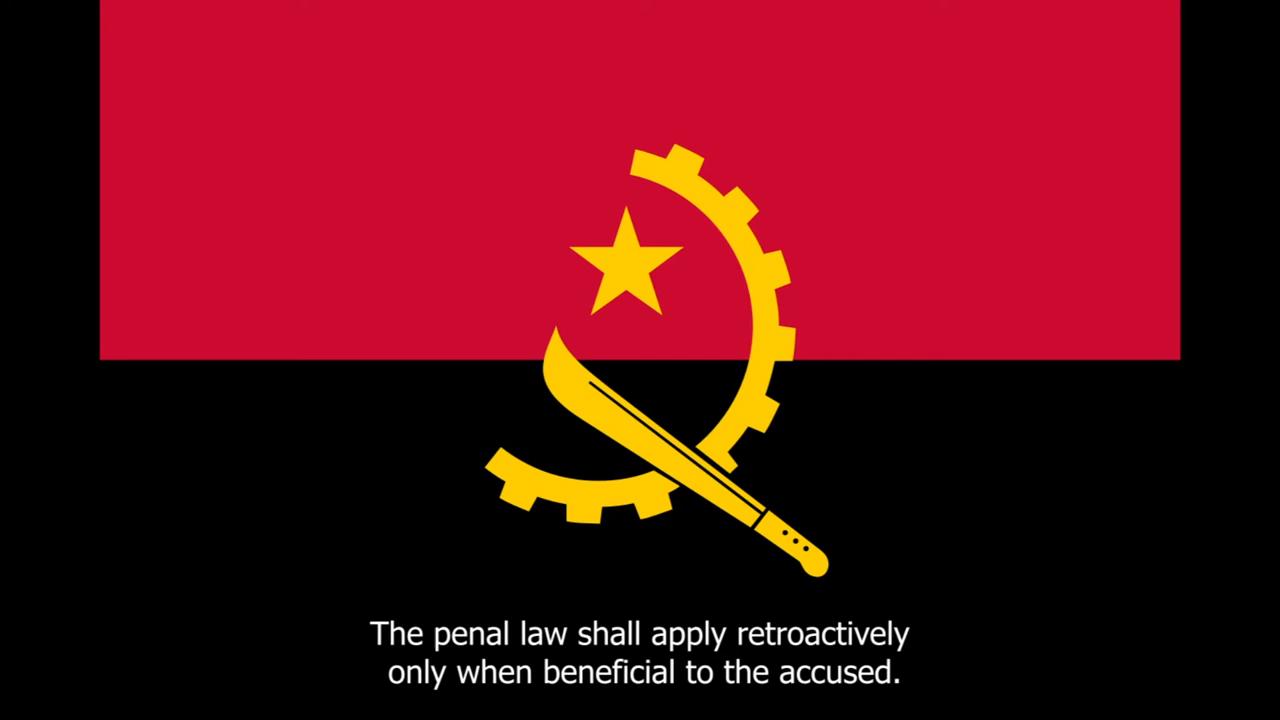 The penal law shall apply retroactively
only when beneficial to the accused.